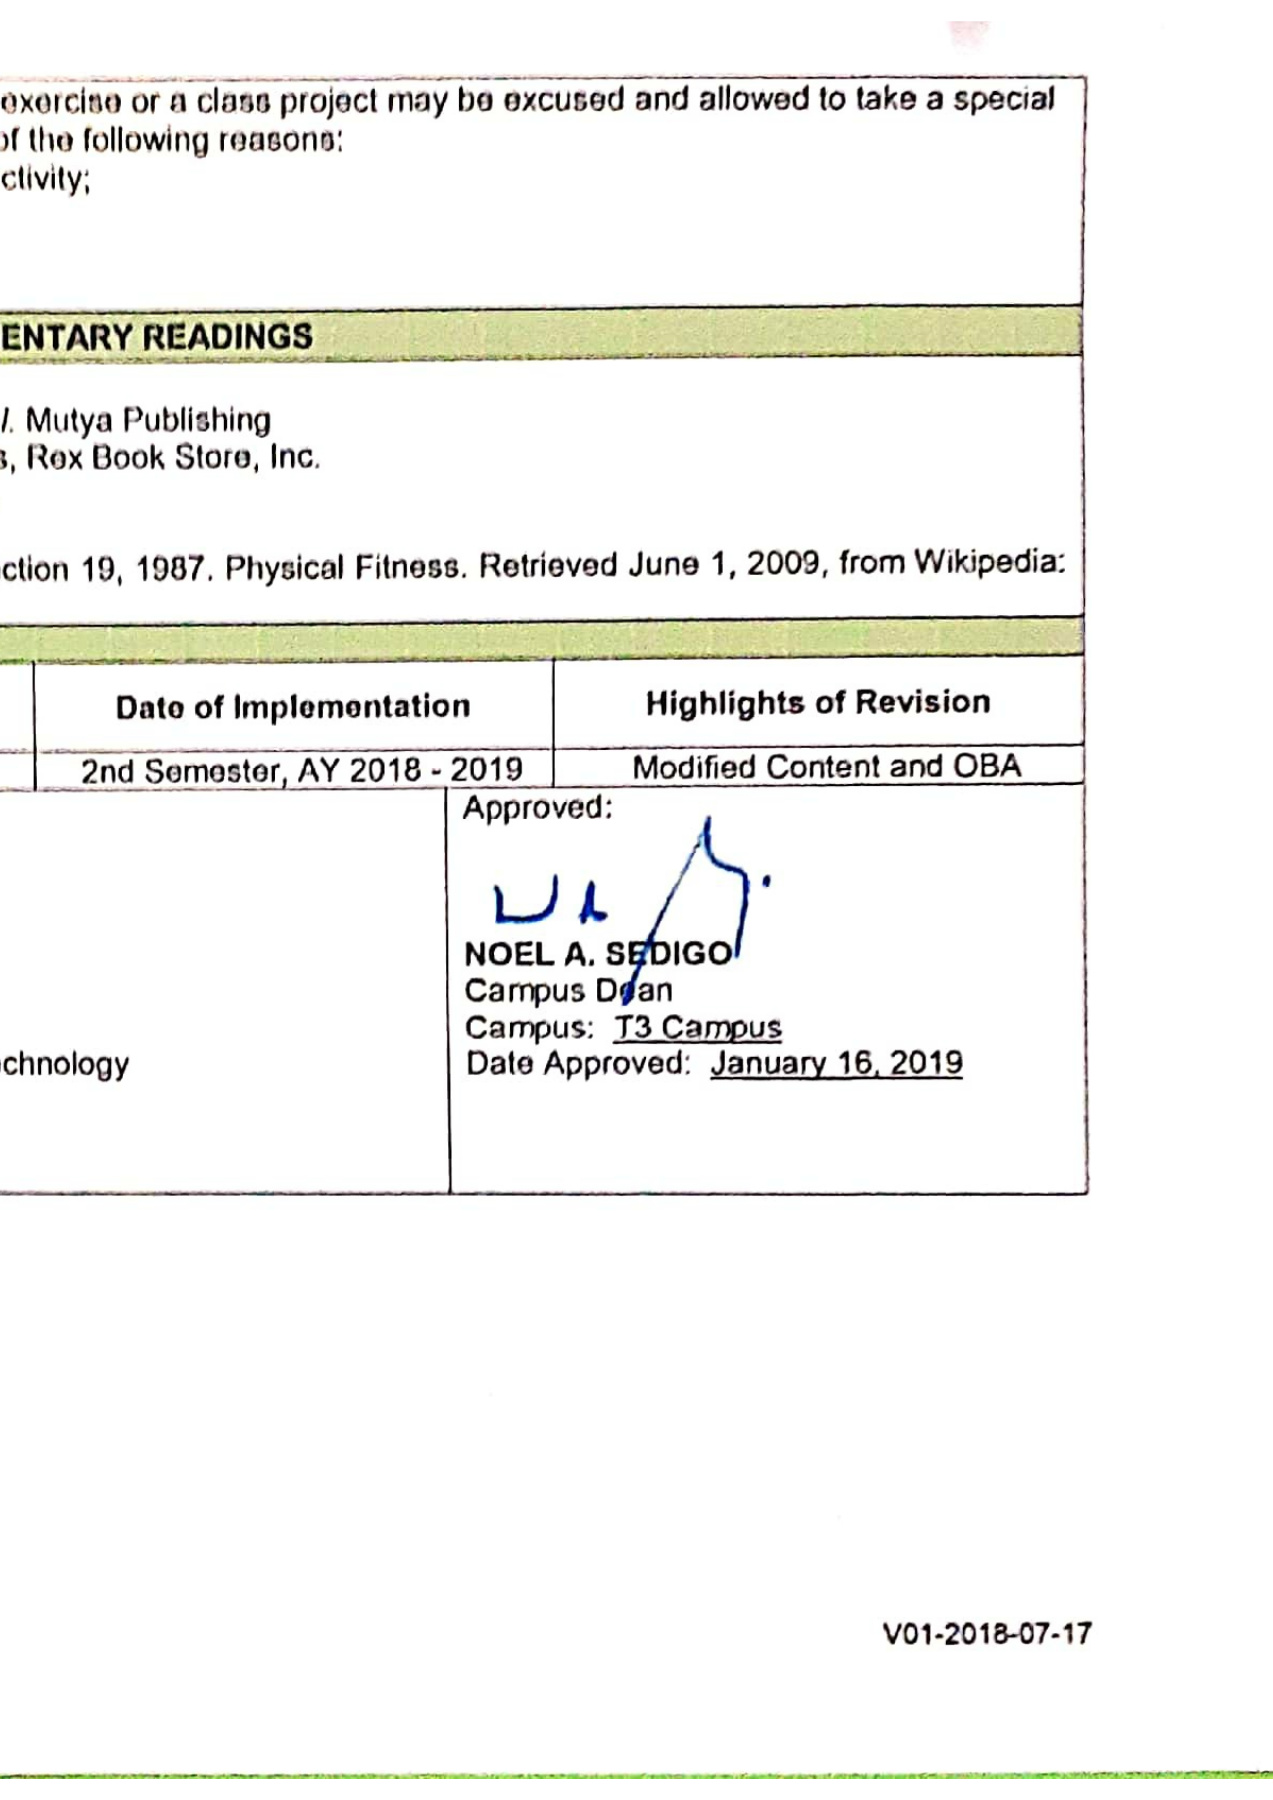 exercise or a class project may be excused and allowed to take a special
of the following reasons:
ctivity;
ENTARY READINGS
Mutya Publishing
s, Rex Book Store, Inc.
ction 19, 1987. Physical Fitness. Retrieved June 1, 2009, from Wikipedia:
Date of Implementation Highlights of Revision
2nd Semester, AY 2018 - 2019 Modified Content and OBA
Approved:
NOEL A. SEDIGO
Campus Dean
Campus: T3 Campus
chnology Date Approved: January 16, 2019
V01-2018-07-17